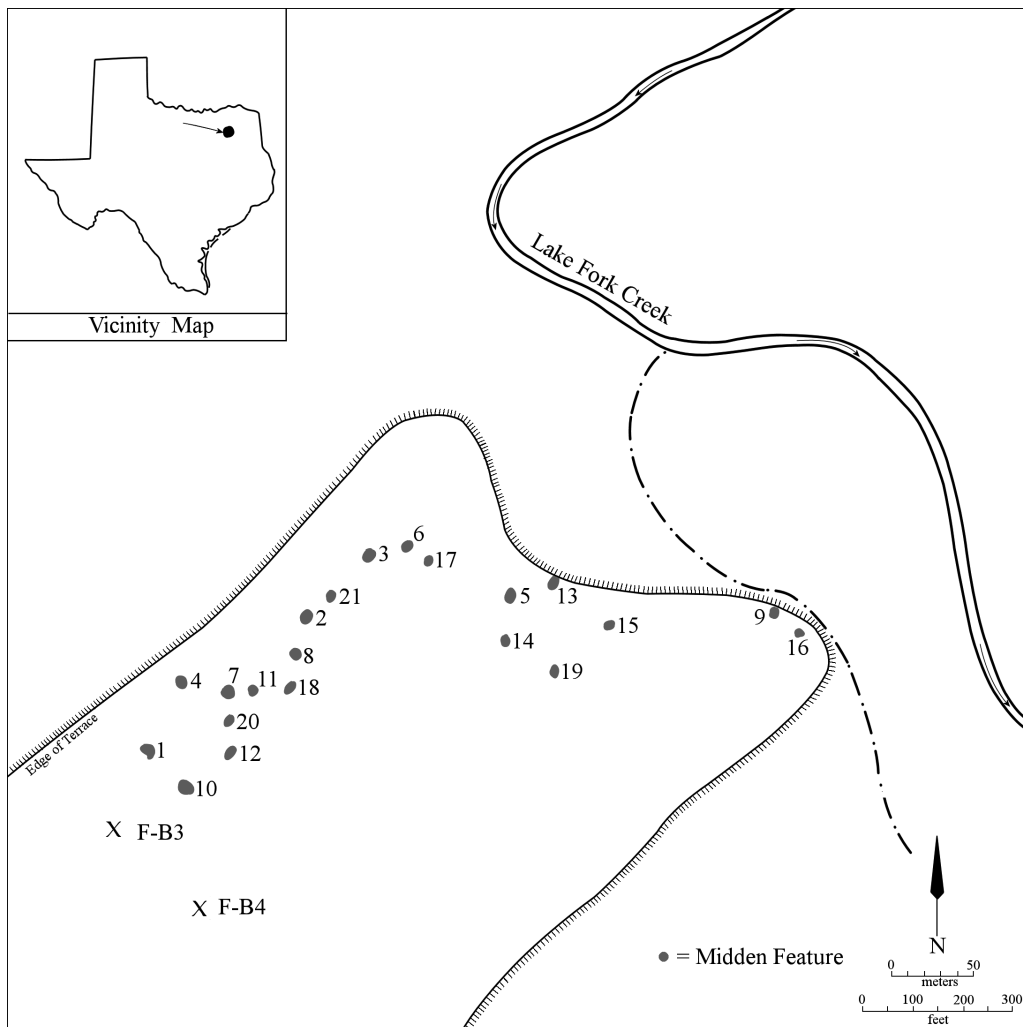 Vicinity Map
Lake Fork Creek
6
3
17
21
5
13
2
9
15
14
16
8
19
4
7
11
18
20
1
12
10
Edge of Terrace
X F-B3
X F-B4
N
= Midden Feature
0 50
meters
0 100 200 300
feet